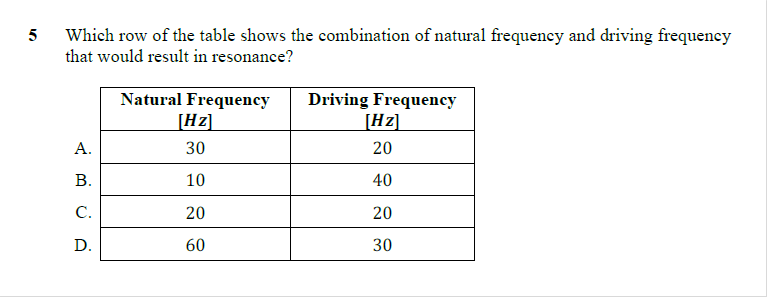 5 Which row of the table shows the combination of natural frequency and driving frequency
that would result in resonance?
Natural Frequency [Hz] Driving Frequency [Hz]
A. 30 20
B. 10 40
C. 20 20
D. 60 30